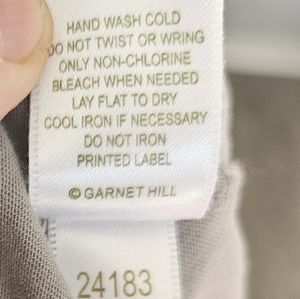 HAND WASH COLD
DO NOT TWIST OR WRING
ONLY NON-CHLORINE
BLEACH WHEN NEEDED
LAY FLAT TO DRY
COOL IRON IF NECESSARY
DO NOT IRON
PRINTED LABEL
© GARNET HILL
24183